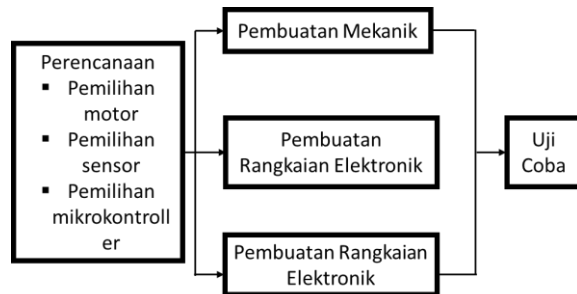 Perencanaan
▪ Pemilihan
motor
▪ Pemilihan
sensor
▪ Pemilihan
mikrokontroll
er
Pembuatan Mekanik
Pembuatan
Rangkaian Elektronik
Pembuatan Rangkaian
Elektronik
Uji
Coba